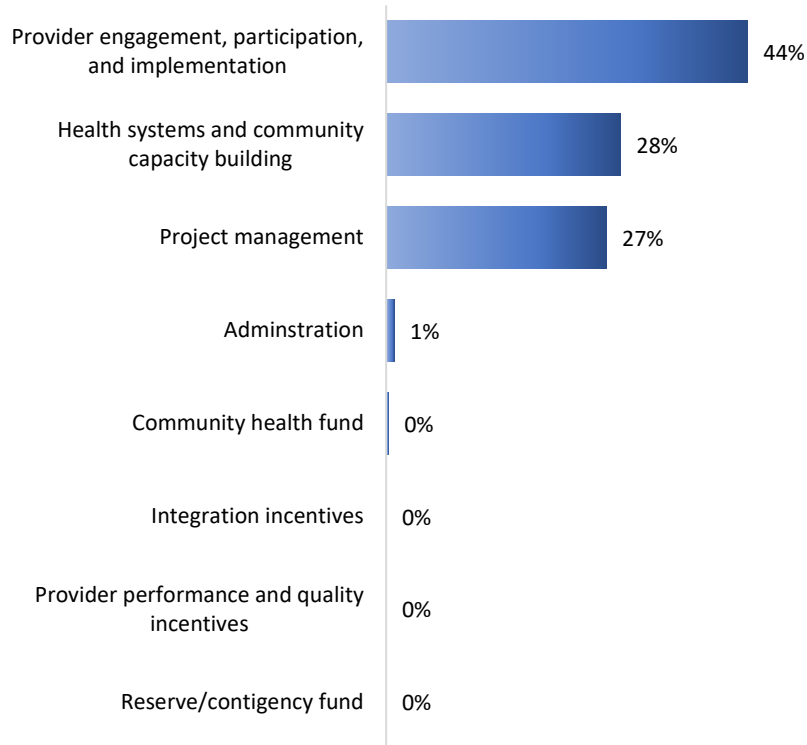 Provider engagement, participation,
and implementation
44%
Health systems and community
capacity building
28%
Project management
27%
Adminstration
1%
Community health fund
0%
Integration incentives
0%
Provider performance and quality
incentives
0%
Reserve/contigency fund
0%